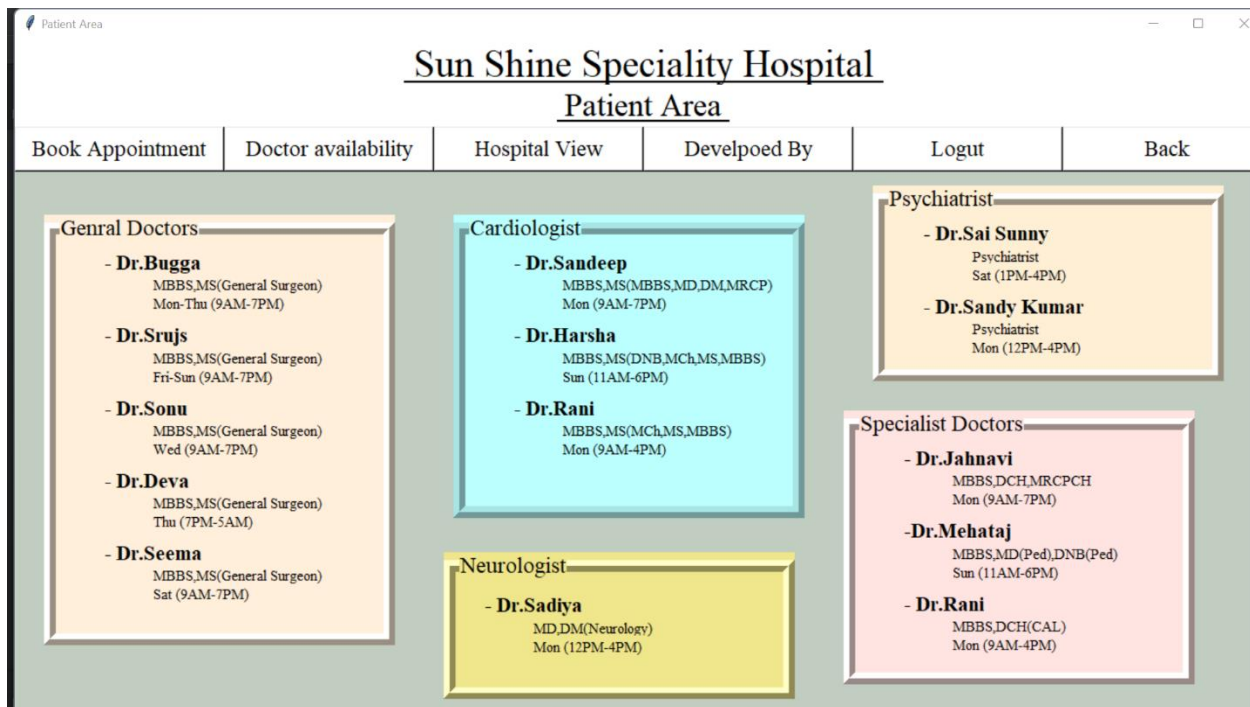 Patient Area
Sun Shine Speciality Hospital
Patient Area
Book Appointment
Doctor availability
Hospital View
Develpoed By
Logut
Back
Genral Doctors
- Dr.Bugga
MBBS,MS(General Surgeon)
Mon-Thu (9AM-7PM)
- Dr.Srujs
MBBS,MS(General Surgeon)
Fri-Sun (9AM-7PM)
- Dr.Sonu
MBBS,MS(General Surgeon)
Wed (9AM-7PM)
- Dr.Deva
MBBS,MS(General Surgeon)
Thu (7PM-5AM)
- Dr.Seema
MBBS,MS(General Surgeon)
Sat (9AM-7PM)
Cardiologist
- Dr.Sandeep
MBBS,MS(MBBS,MD,DM,MRCP)
Mon (9AM-7PM)
- Dr.Harsha
MBBS,MS(DNB,MCh,MS,MBBS)
Sun (11AM-6PM)
- Dr.Rani
MBBS,MS(MCh,MS,MBBS)
Mon (9AM-4PM)
Neurologist
- Dr.Sadiya
MD,DM(Neurology)
Mon (12PM-4PM)
Psychiatrist
- Dr.Sai Sunny
Psychiatrist
Sat (1PM-4PM)
- Dr.Sandy Kumar
Psychiatrist
Mon (12PM-4PM)
Specialist Doctors
- Dr.Jahnavi
MBBS,DCH,MRCPCH
Mon (9AM-7PM)
-Dr.Mehataj
MBBS,MD(Ped),DNB(Ped)
Sun (11AM-6PM)
- Dr.Rani
MBBS,DCH(CAL)
Mon (9AM-4PM)